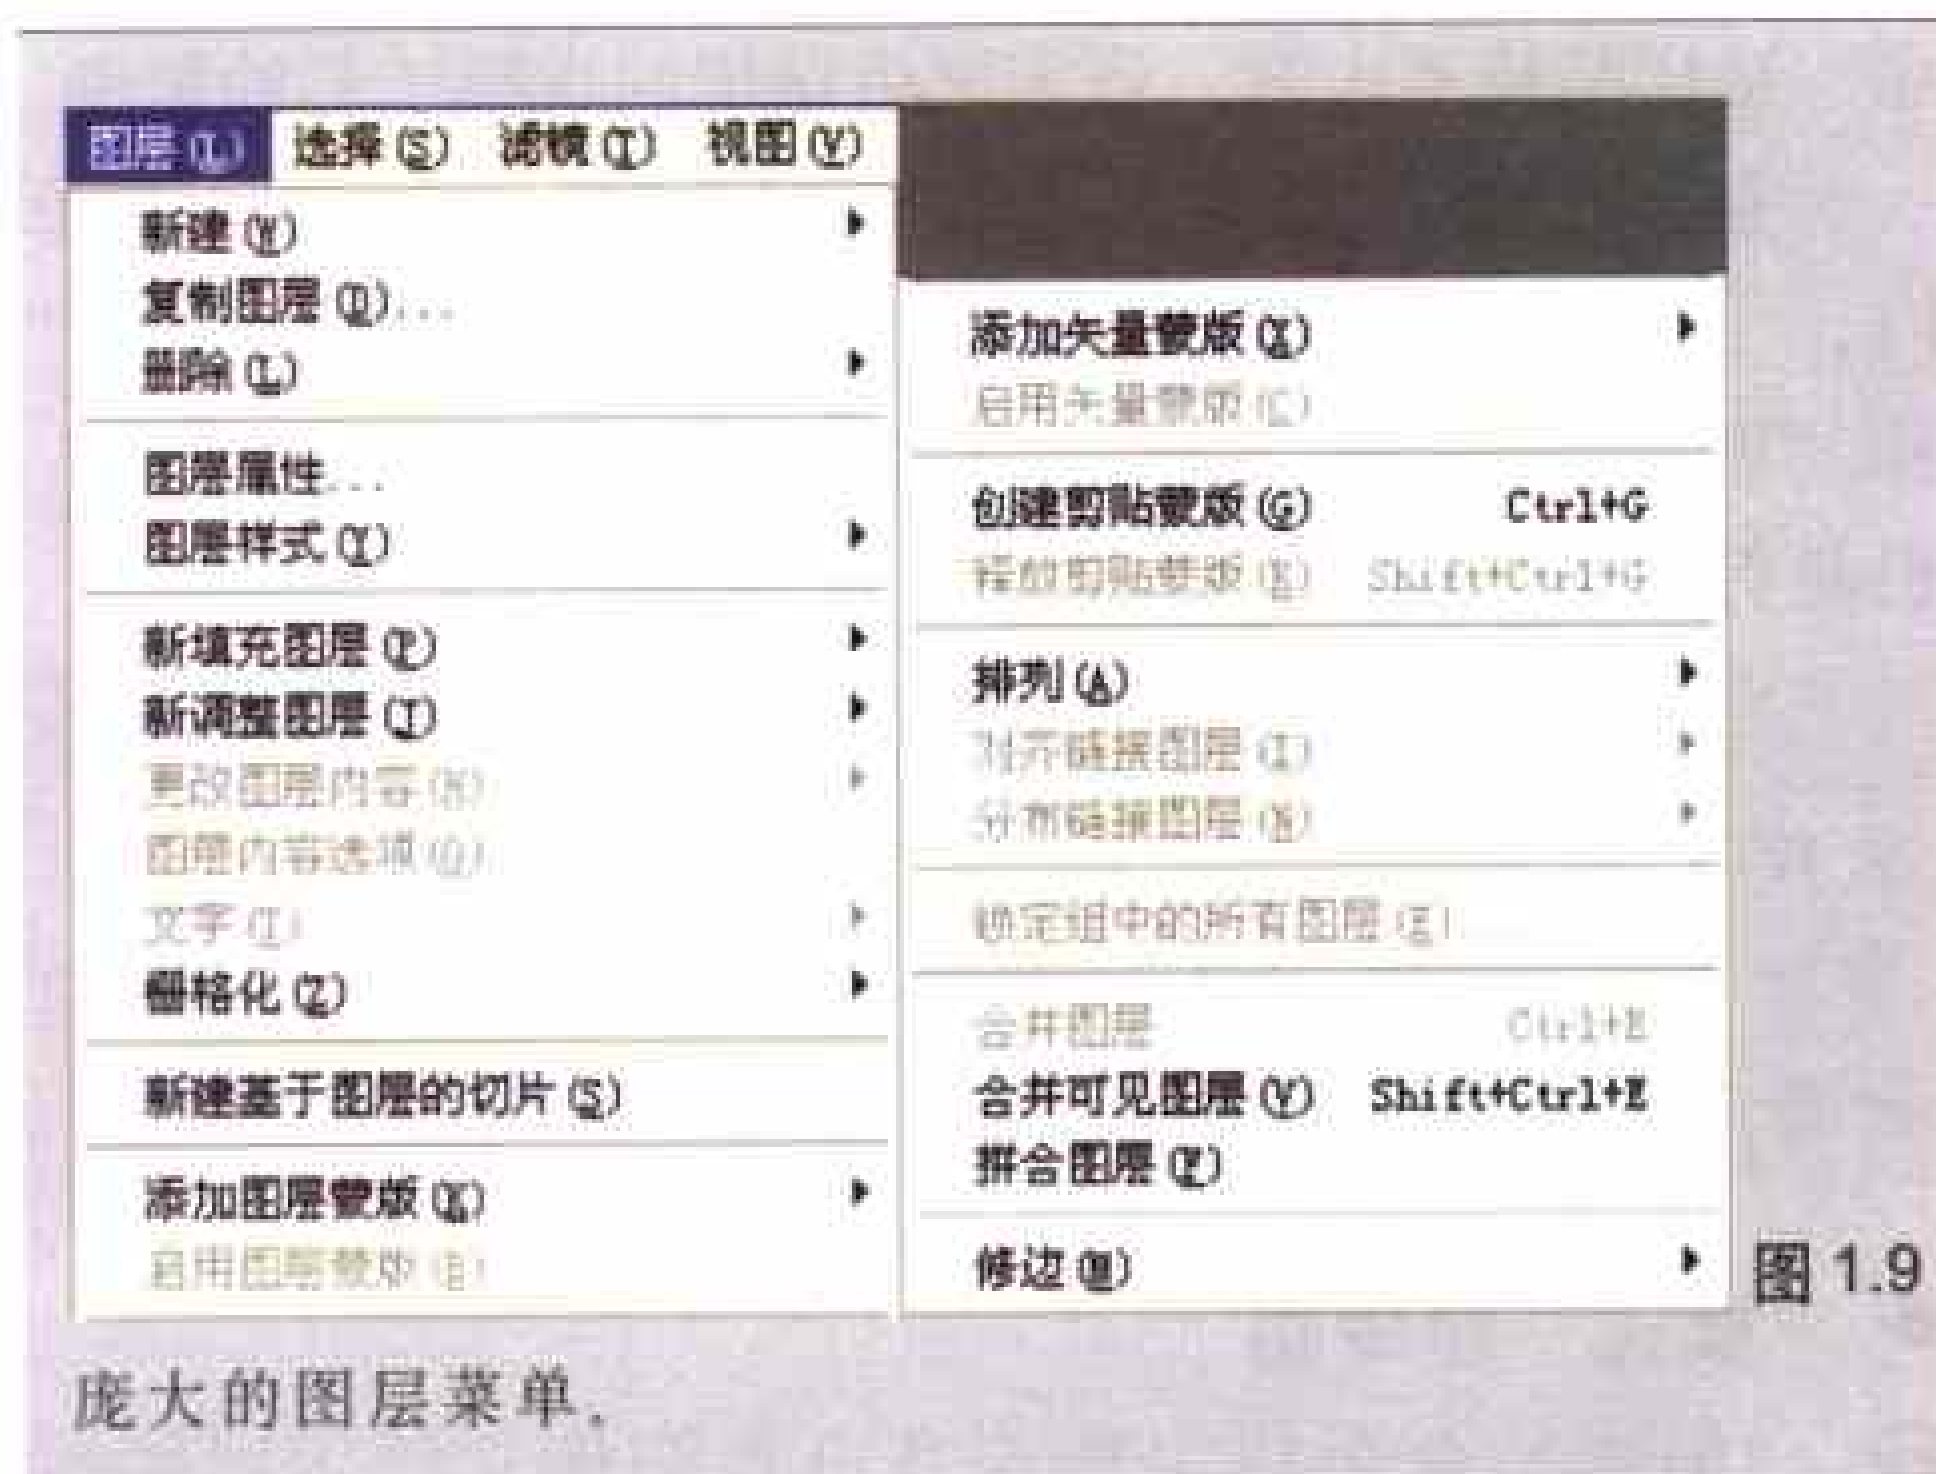 图层(L) 选择(S) 滤镜(T) 视图(V)
新建(W)
复制图层(D)...
删除(L)
图层属性...
图层样式(Y)
新填充图层(P)
新调整图层(J)
更改图层内容(H)
图层内容选项(O)
文字(T)
栅格化(Z)
新建基于图层的切片(S)
添加图层蒙版
启用图层蒙版(B)
添加矢量蒙版
启用矢量蒙版
创建剪贴蒙版(G) Ctrl+G
释放剪贴蒙版 Shift+Ctrl+G
排列(A)
对齐链接图层(I)
分布链接图层
锁定组中的所有图层
合并图层 Ctrl+E
合并可见图层(V) Shift+Ctrl+E
拼合图层(F)
修边
图1.9
庞大的图层菜单.